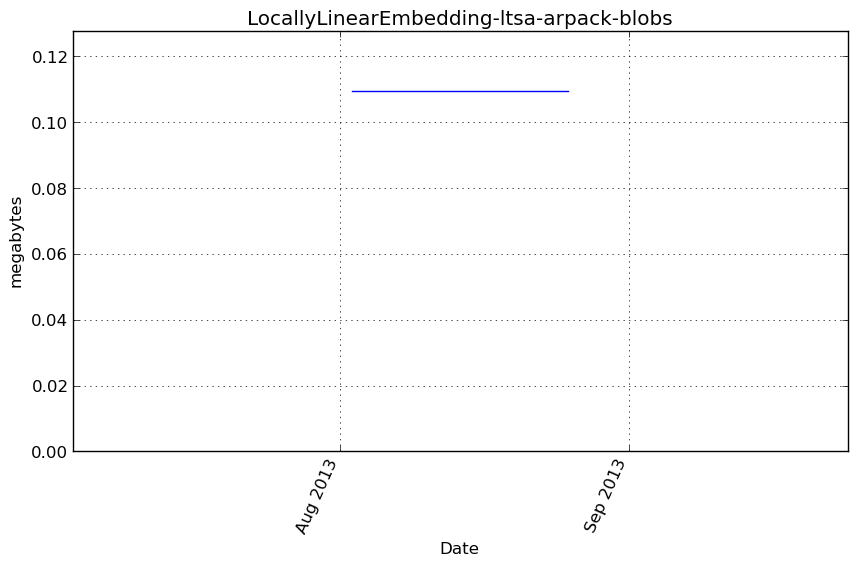 LocallyLinearEmbedding-ltsa-arpack-blobs
0.12
0.10
0.08
0.06
0.04
0.02
0.00
megabytes
Aug 2013
Sep 2013
Date